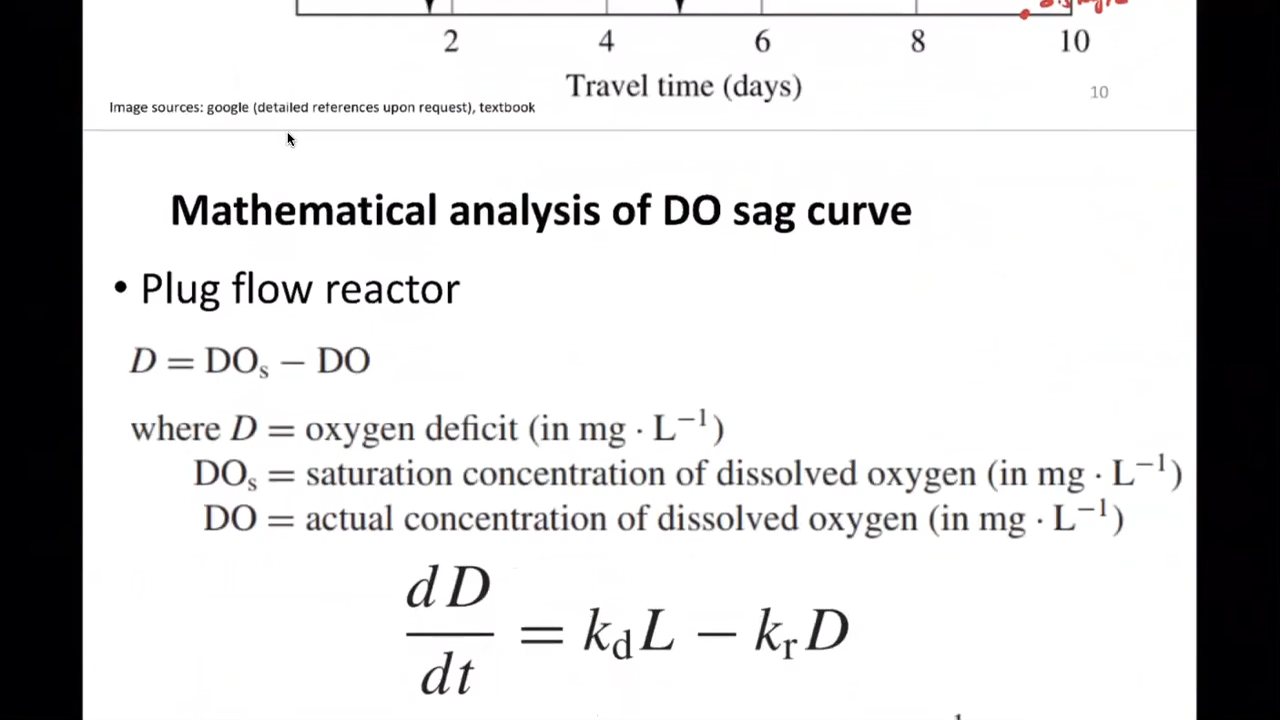 2 4 6 8 10
Travel time (days)
Image sources: google (detailed references upon request), textbook
10
Mathematical analysis of DO sag curve
• Plug flow reactor
D = DOₛ − DO
where D = oxygen deficit (in mg · L⁻¹)
DOₛ = saturation concentration of dissolved oxygen (in mg · L⁻¹)
DO = actual concentration of dissolved oxygen (in mg · L⁻¹)
dD/dt = k_d L − k_r D